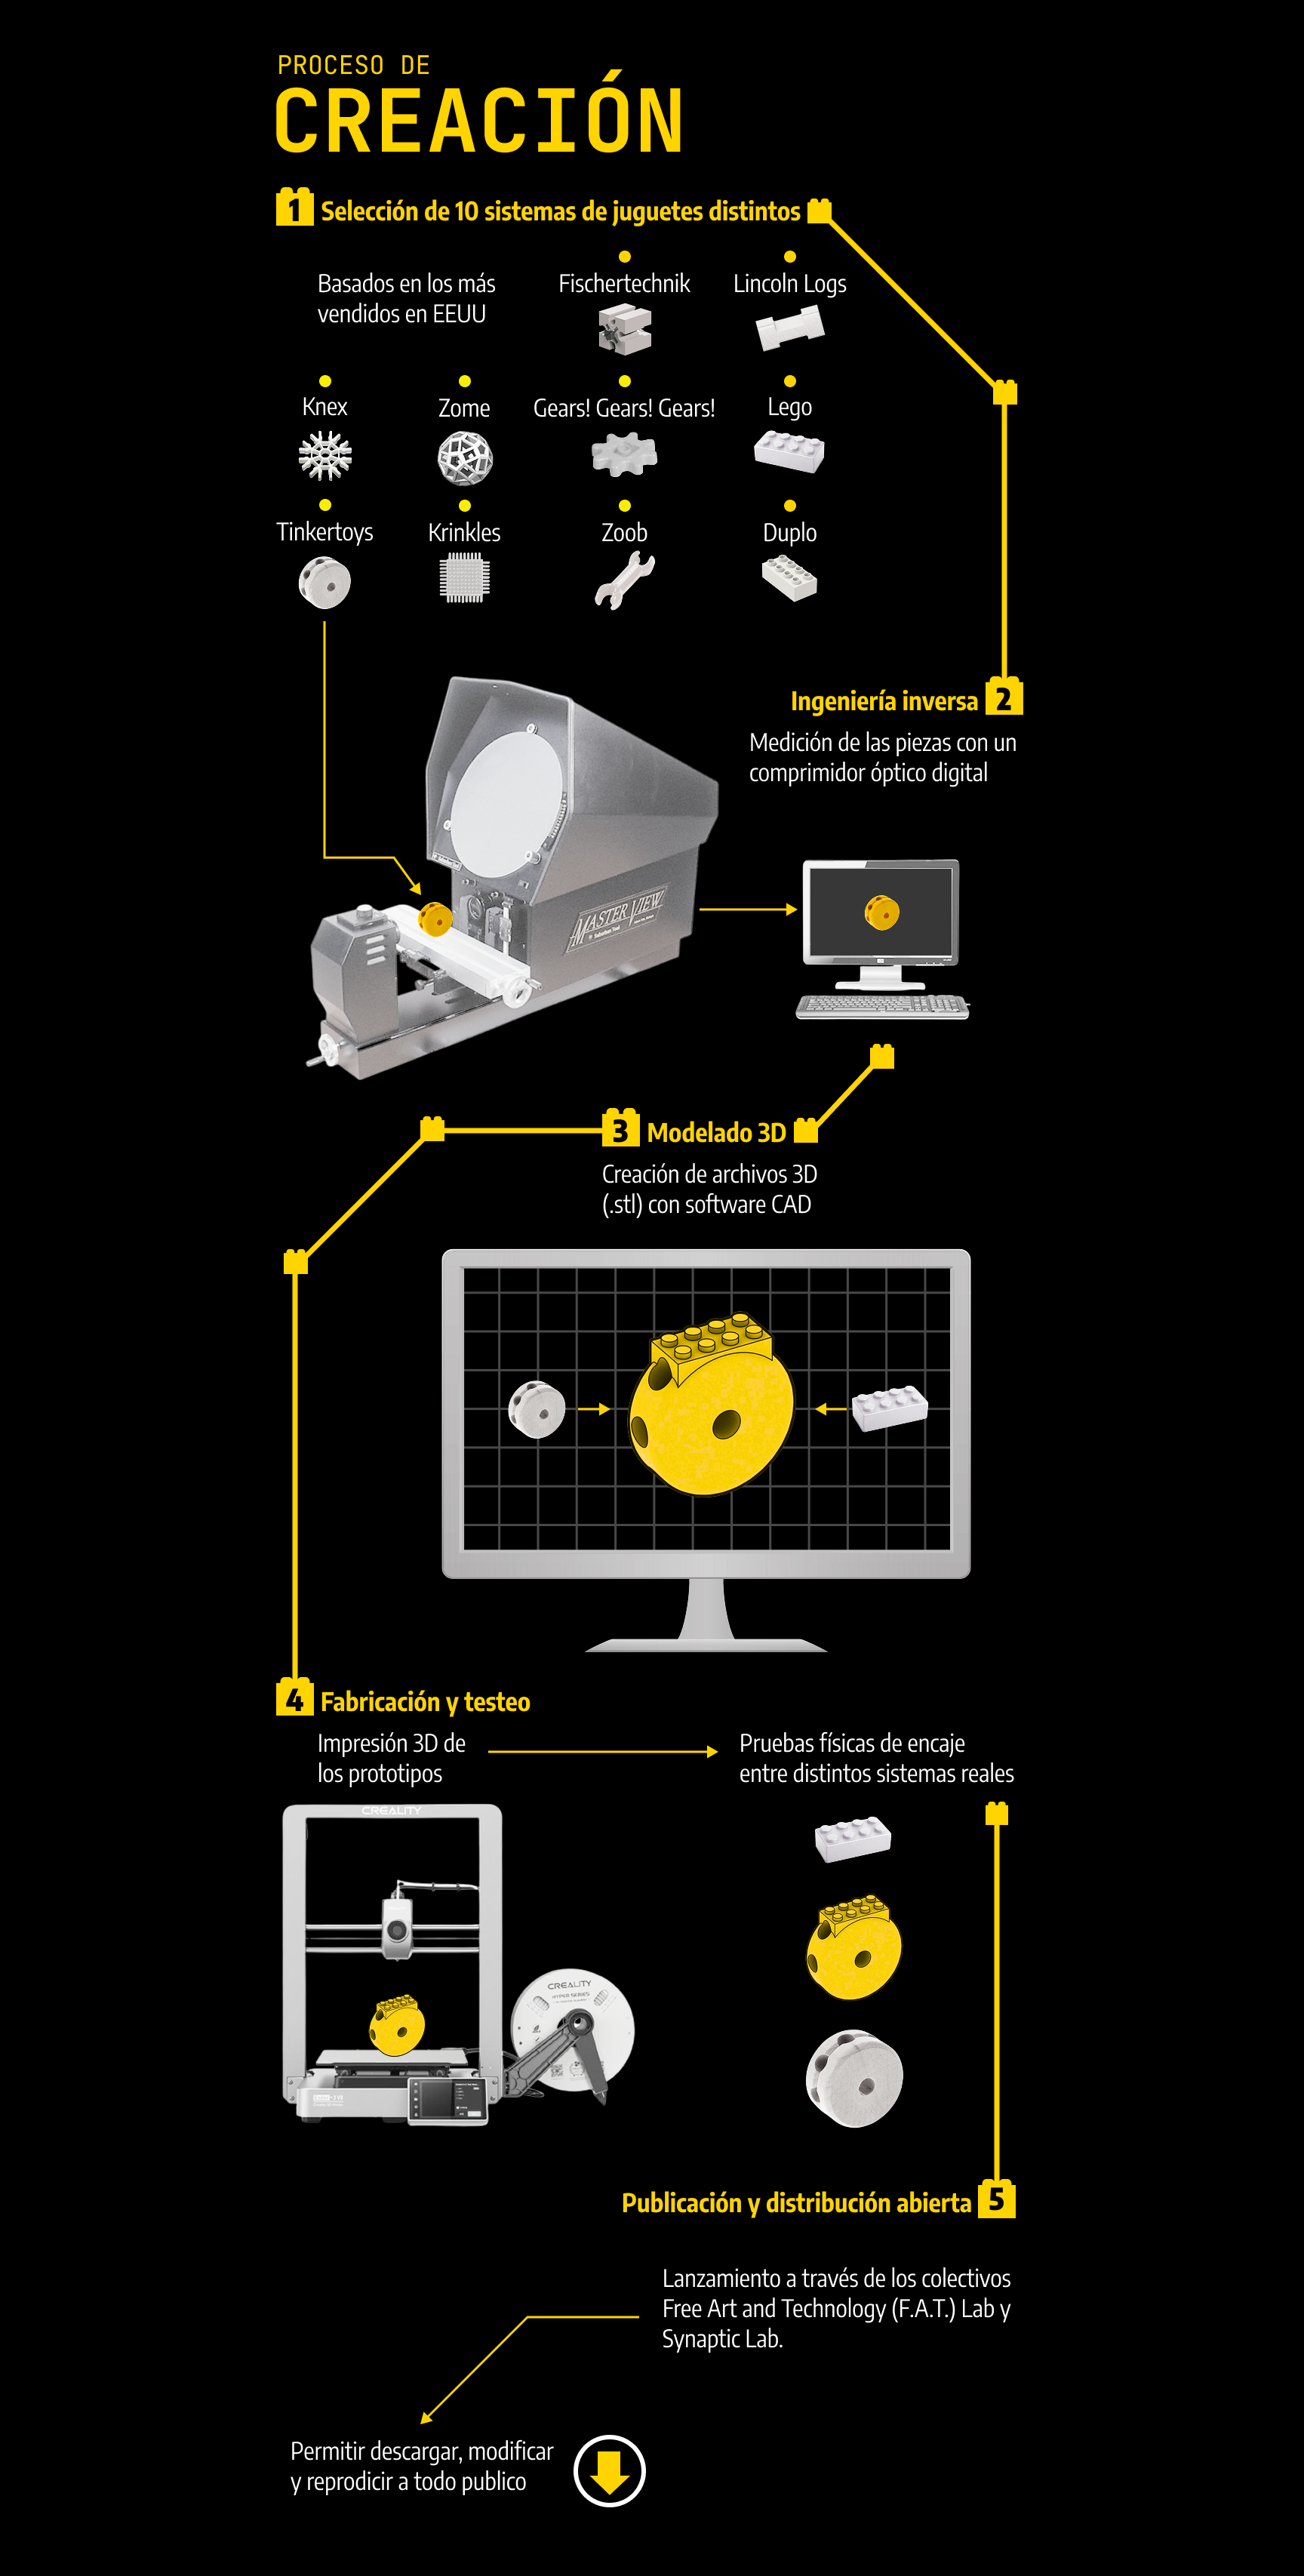 PROCESO DE
CREACIÓN
1 Selección de 10 sistemas de juguetes distintos
Basados en los más
vendidos en EEUU
Fischertechnik
Lincoln Logs
Knex
Zome
Gears! Gears! Gears!
Lego
Tinkertoys
Krinkles
Zoob
Duplo
Ingeniería inversa 2
Medición de las piezas con un
comprimidor óptico digital
MASTER VIEW
Suburban Tool
3 Modelado 3D
Creación de archivos 3D
(.stl) con software CAD
4 Fabricación y testeo
Impresión 3D de
los prototipos
Pruebas físicas de encaje
entre distintos sistemas reales
CREALITY
CREALITY
HYPER SERIES
Publicación y distribución abierta 5
Lanzamiento a través de los colectivos
Free Art and Technology (F.A.T.) Lab y
Synaptic Lab.
Permitir descargar, modificar
y reprodicir a todo publico